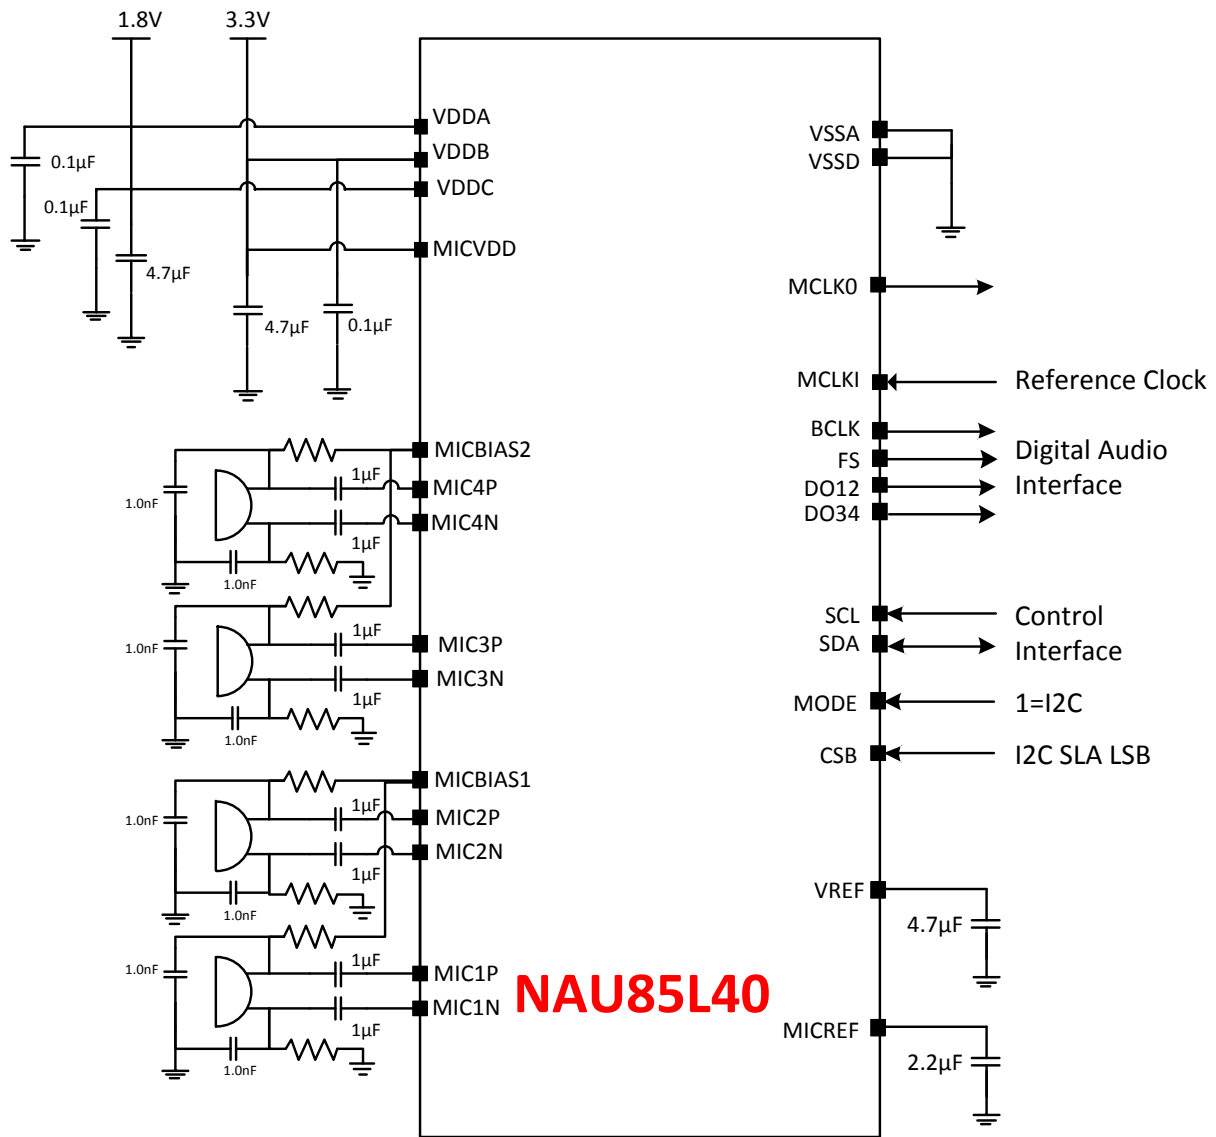 1.8V
3.3V
VDDA
VDDB
VDDC
MICVDD
0.1µF
0.1µF
4.7µF
4.7µF
0.1µF
VSSA
VSSD
MCLK0
MCLKI
Reference Clock
BCLK
FS
DO12
DO34
Digital Audio
Interface
SCL
SDA
Control
Interface
MODE
1=I2C
CSB
I2C SLA LSB
VREF
4.7µF
MICREF
2.2µF
MICBIAS2
1µF
MIC4P
1.0nF
MIC4N
1µF
1.0nF
1µF
MIC3P
1.0nF
MIC3N
1µF
1.0nF
MICBIAS1
1µF
MIC2P
1.0nF
MIC2N
1µF
1.0nF
1µF
MIC1P
1.0nF
MIC1N
1µF
1.0nF
NAU85L40